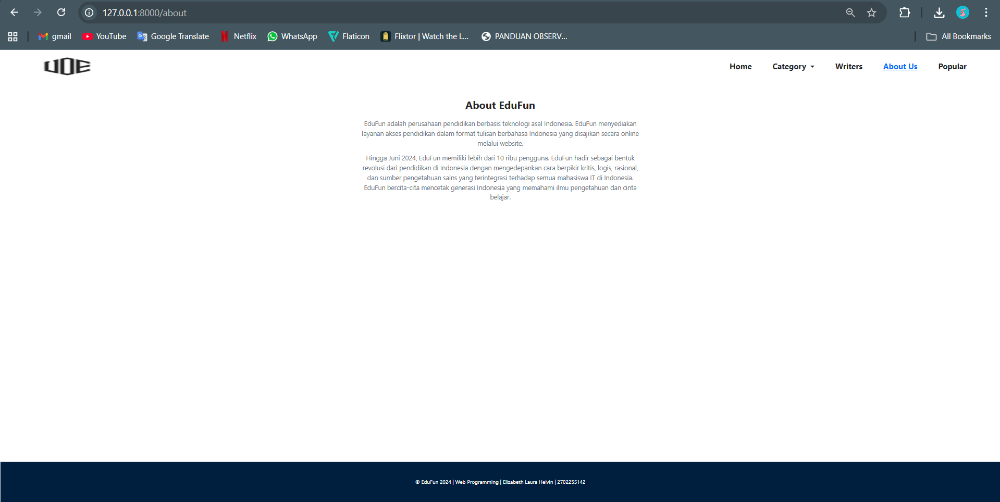 127.0.0.1:8000/about
gmail YouTube Google Translate Netflix WhatsApp Flaticon Flixtor | Watch the L... PANDUAN OBSERV... All Bookmarks
UOE Home Category Writers About Us Popular
About EduFun
EduFun adalah perusahaan pendidikan berbasis teknologi asal Indonesia. EduFun menyediakan
layanan akses pendidikan dalam format tulisan berbahasa Indonesia yang disajikan secara online
melalui website.
Hingga Juni 2024, EduFun memiliki lebih dari 10 ribu pengguna. EduFun hadir sebagai bentuk
revolusi dari pendidikan di Indonesia dengan mengedepankan cara berpikir kritis, logis, rasional,
dan sumber pengetahuan sains yang terintegrasi terhadap semua mahasiswa IT di Indonesia.
EduFun bercita-cita mencetak generasi Indonesia yang memahami ilmu pengetahuan dan cinta
belajar.
© EduFun 2024 | Web Programming | Elizabeth Laura Helvin | 2702255142